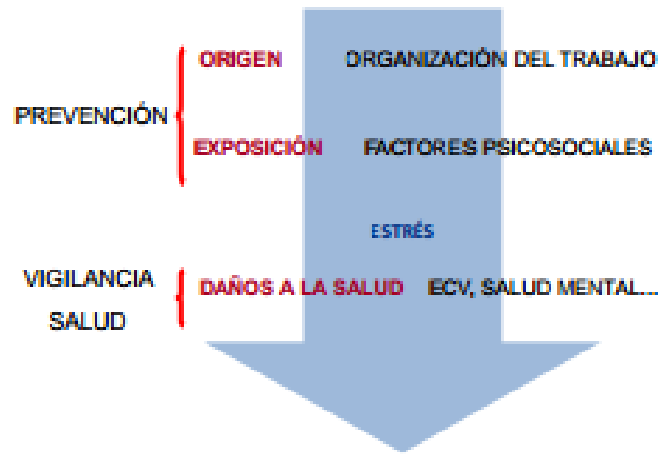 ORIGEN ORGANIZACIÓN DEL TRABAJO
PREVENCIÓN
EXPOSICIÓN FACTORES PSICOSOCIALES
ESTRÉS
VIGILANCIA
SALUD
DAÑOS A LA SALUD ECV, SALUD MENTAL...